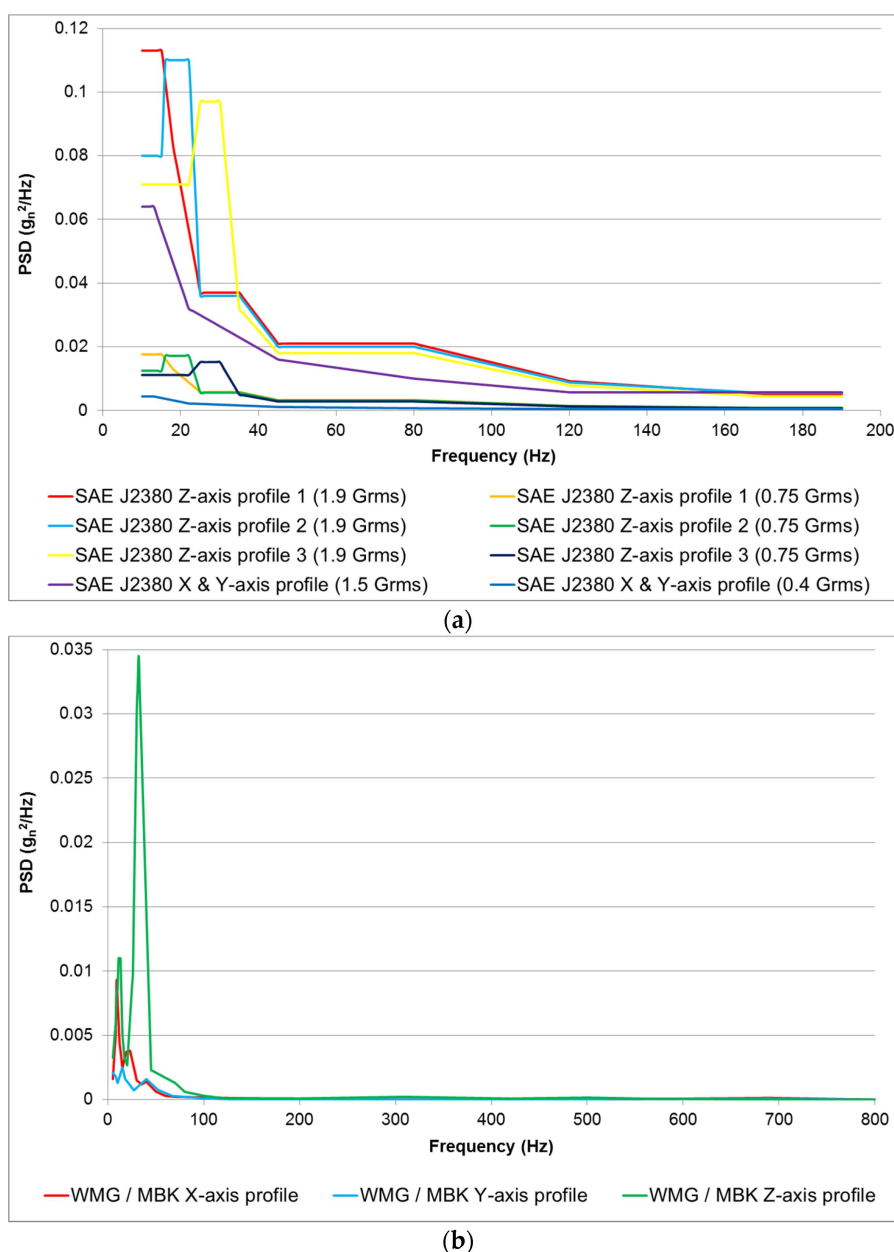 0.12
0.1
0.08
0.06
0.04
0.02
0
PSD (gn²/Hz)
0 20 40 60 80 100 120 140 160 180 200
Frequency (Hz)
SAE J2380 Z-axis profile 1 (1.9 Grms) SAE J2380 Z-axis profile 1 (0.75 Grms)
SAE J2380 Z-axis profile 2 (1.9 Grms) SAE J2380 Z-axis profile 2 (0.75 Grms)
SAE J2380 Z-axis profile 3 (1.9 Grms) SAE J2380 Z-axis profile 3 (0.75 Grms)
SAE J2380 X & Y-axis profile (1.5 Grms) SAE J2380 X & Y-axis profile (0.4 Grms)
(a)
0.035
0.03
0.025
0.02
0.015
0.01
0.005
0
PSD (gn²/Hz)
0 100 200 300 400 500 600 700 800
Frequency (Hz)
WMG / MBK X-axis profile WMG / MBK Y-axis profile WMG / MBK Z-axis profile
(b)